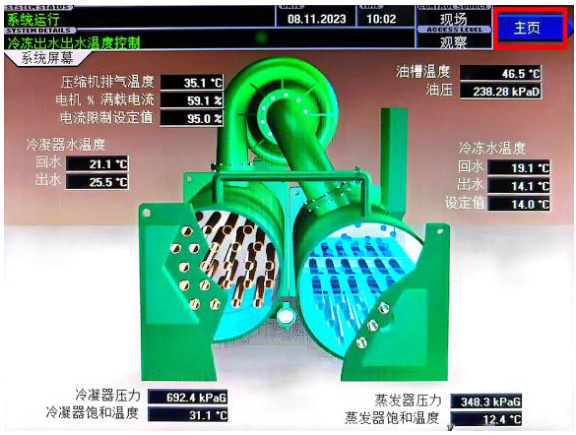 SYSTEM STATUS
系统运行
08.11.2023
10:02
CONTROL SOURCE
现场
主页
SYSTEM DETAILS
冷冻出水出水温度控制
ACCESS LEVEL
观察
系统屏幕
压缩机排气温度 35.1 °C
电机 % 满载电流 59.1 %
电流限制设定值 95.0 %
油槽温度 46.5 °C
油压 238.28 kPaD
冷凝器水温度
回水 21.1 °C
出水 25.5 °C
冷冻水温度
回水 19.1 °C
出水 14.1 °C
设定值 14.0 °C
冷凝器压力 692.4 kPaG
冷凝器饱和温度 31.1 °C
蒸发器压力 348.3 kPaG
蒸发器饱和温度 12.4 °C